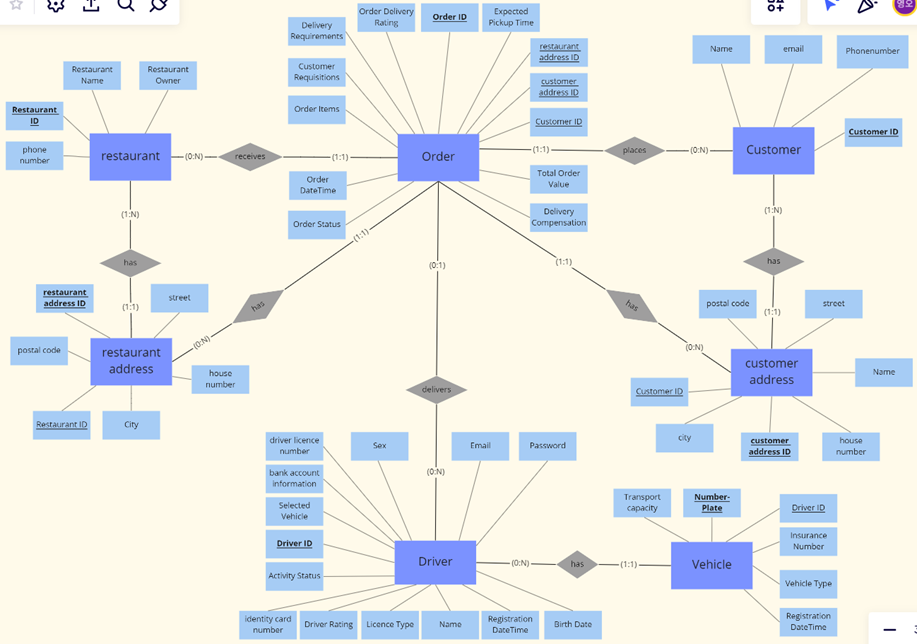 영오
Order Delivery
Rating
Order ID
Expected
Pickup Time
Delivery
Requirements
restaurant
address ID
Name
email
Phonenumber
Restaurant
Name
Restaurant
Owner
Customer
Requisitions
customer
address ID
Restaurant
ID
Order Items
Customer ID
Customer ID
phone
number
restaurant
(0:N)
receives
(1:1)
Order
(1:1)
places
(0:N)
Customer
Order
DateTime
Total Order
Value
Order Status
Delivery
Compensation
(1:N)
(1:1)
(0:1)
(1:1)
(1:N)
has
has
restaurant
address ID
street
(1:1)
has
has
postal code
street
(1:1)
postal code
restaurant
address
(0:N)
(0:N)
customer
address
Name
house
number
delivers
Customer ID
Restaurant ID
City
city
customer
address ID
house
number
driver licence
number
Sex
Email
Password
bank account
information
(0:N)
Selected
Vehicle
Transport
capacity
Number-
Plate
Driver ID
Driver ID
Insurance
Number
Activity Status
Driver
(0:N)
has
(1:1)
Vehicle
Vehicle Type
identity card
number
Driver Rating
Licence Type
Name
Registration
DateTime
Birth Date
Registration
DateTime